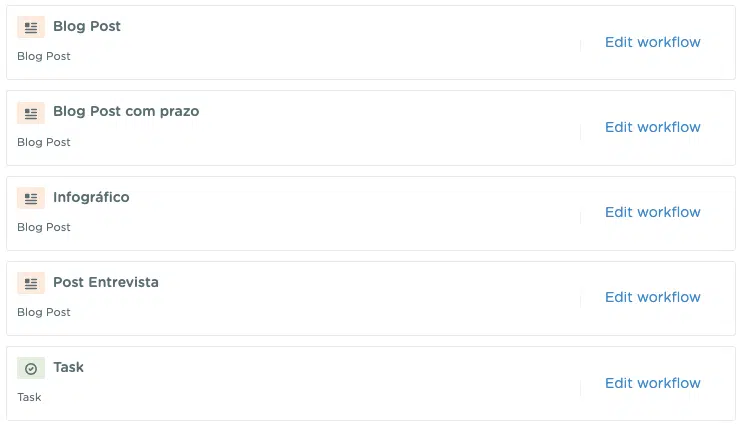 Blog Post
Blog Post
Edit workflow
Blog Post com prazo
Blog Post
Edit workflow
Infográfico
Blog Post
Edit workflow
Post Entrevista
Blog Post
Edit workflow
Task
Task
Edit workflow